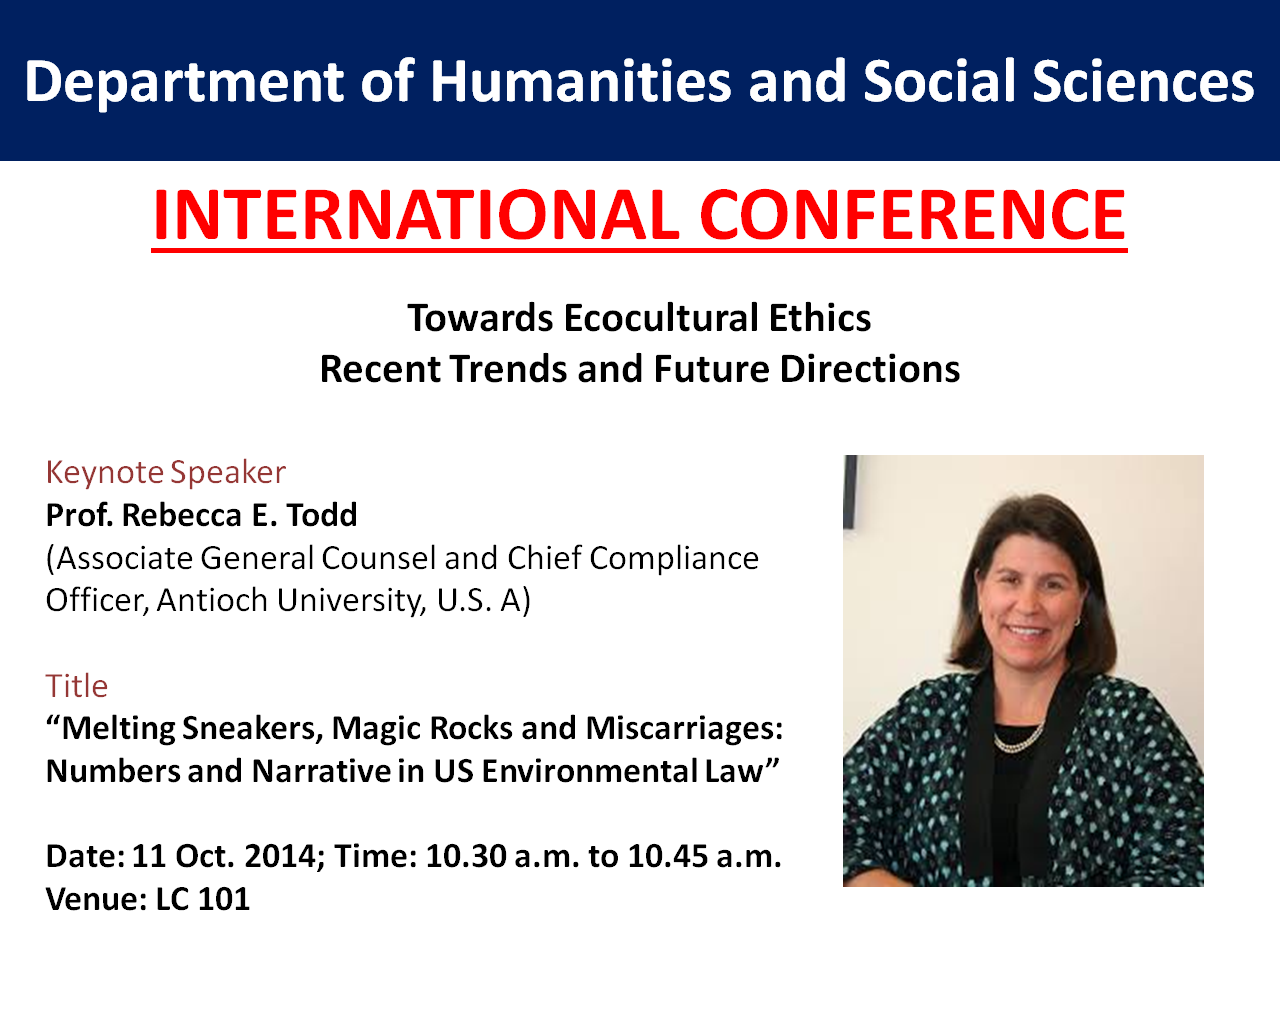 Department of Humanities and Social Sciences
INTERNATIONAL CONFERENCE
Towards Ecocultural Ethics
Recent Trends and Future Directions
Keynote Speaker
Prof. Rebecca E. Todd
(Associate General Counsel and Chief Compliance
Officer, Antioch University, U.S. A)
Title
“Melting Sneakers, Magic Rocks and Miscarriages:
Numbers and Narrative in US Environmental Law”
Date: 11 Oct. 2014; Time: 10.30 a.m. to 10.45 a.m.
Venue: LC 101